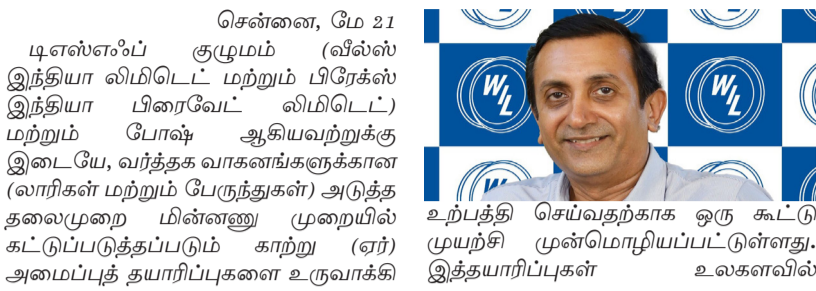 சென்னை, மே 21
டிஎஸ்எஃப் குழுமம் (வீல்ஸ்
இந்தியா லிமிடெட் மற்றும் பிரேக்ஸ்
இந்தியா பிரைவேட் லிமிடெட்)
மற்றும் போஷ் ஆகியவற்றுக்கு
இடையே, வர்த்தக வாகனங்களுக்கான
(லாரிகள் மற்றும் பேருந்துகள்) அடுத்த
தலைமுறை மின்னணு முறையில்
கட்டுப்படுத்தப்படும் காற்று (ஏர்)
அமைப்புத் தயாரிப்புகளை உருவாக்கி
WIL
WIL
உற்பத்தி செய்வதற்காக ஒரு கூட்டு
முயற்சி முன்மொழியப்பட்டுள்ளது.
இத்தயாரிப்புகள் உலகளவில்